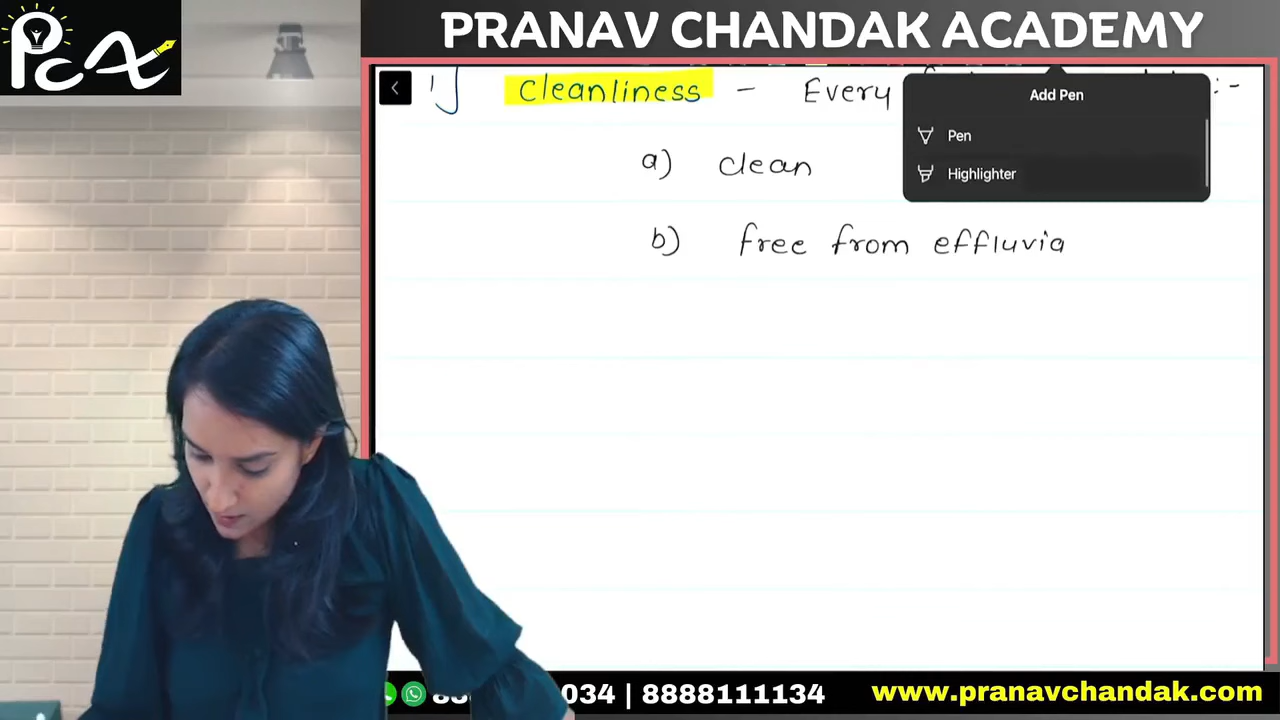 PCA
PRANAV CHANDAK ACADEMY
1] Cleanliness - Every :-
Add Pen
Pen
Highlighter
a) clean
b) free from effluvia
034 | 8888111134
www.pranavchandak.com